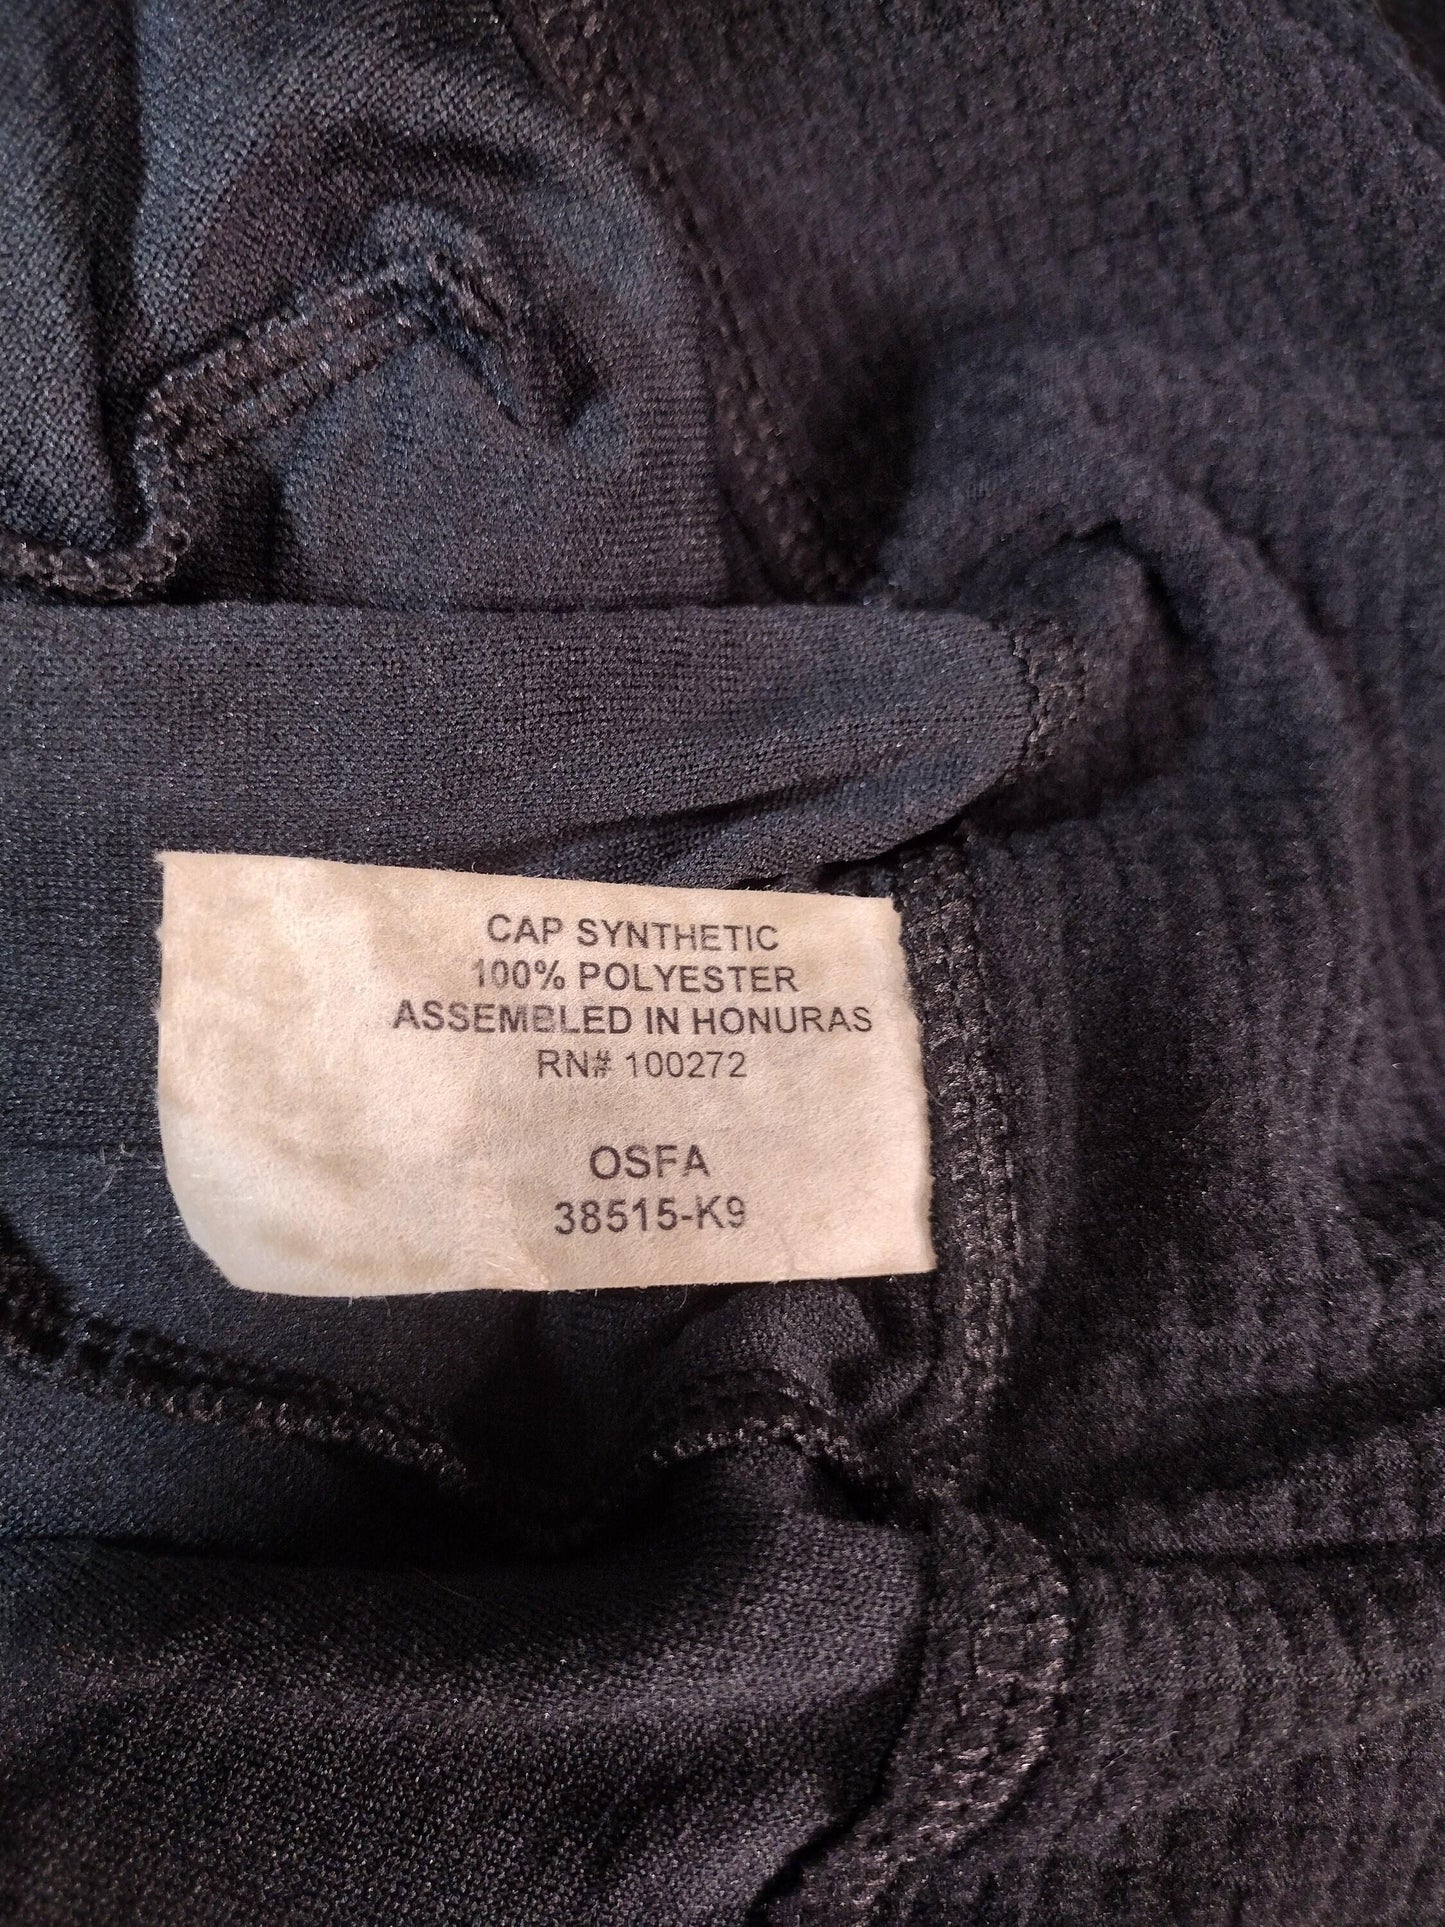 CAP SYNTHETIC
100% POLYESTER
ASSEMBLED IN HONURAS
RN# 100272
OSFA
38515-K9